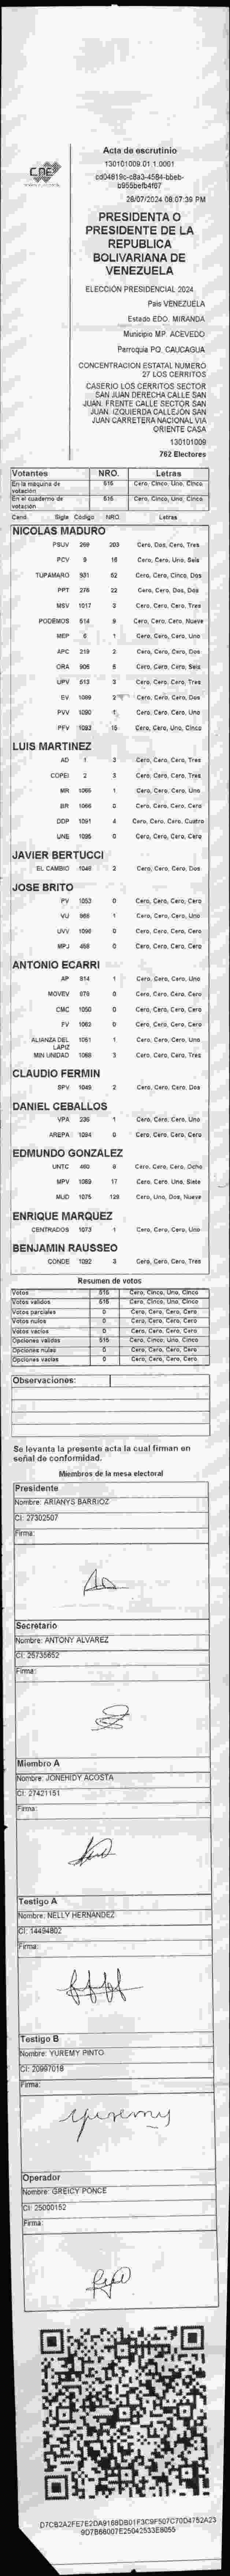 CNE
Acta de escrutinio
130101009.01.1.0001
cd04819c-c8a3-4584-bbeb-
b955befb4f87
28/07/2024 08:07:39 PM
PRESIDENTA O
PRESIDENTE DE LA
REPUBLICA
BOLIVARIANA DE
VENEZUELA
ELECCIÓN PRESIDENCIAL 2024
Pais VENEZUELA
Estado EDO. MIRANDA
Municipio MP. ACEVEDO
Parroquia PQ. CAUCAGUA
CONCENTRACION ESTATAL NUMERO
27 LOS CERRITOS
CASERIO LOS CERRITOS SECTOR
SAN JUAN DERECHA CALLE SAN
JUAN. FRENTE CALLE SECTOR SAN
JUAN. IZQUIERDA CALLEJON SAN
JUAN CARRETERA NACIONAL VIA
ORIENTE CASA
130101009
762 Electores
Votantes NRO. Letras
En la maquina de votación 515 Cero, Cinco, Uno, Cinco
En el cuaderno de votación 515 Cero, Cinco, Uno, Cinco
Cand. Sigla Código NRO. Letras
NICOLAS MADURO
PSUV 269 203 Cero, Dos, Cero, Tres
PCV 9 16 Cero, Cero, Uno, Seis
TUPAMARO 931 52 Cero, Cero, Cinco, Dos
PPT 278 22 Cero, Cero, Dos, Dos
MSV 1017 3 Cero, Cero, Cero, Tres
PODEMOS 514 9 Cero, Cero, Cero, Nueve
MEP 6 1 Cero, Cero, Cero, Uno
APC 219 2 Cero, Cero, Cero, Dos
ORA 906 6 Cero, Cero, Cero, Seis
UPV 613 3 Cero, Cero, Cero, Tres
EV 1089 2 Cero, Cero, Cero, Dos
PVV 1090 1 Cero, Cero, Cero, Uno
PFV 1093 15 Cero, Cero, Uno, Cinco
LUIS MARTINEZ
AD 1 3 Cero, Cero, Cero, Tres
COPEI 2 3 Cero, Cero, Cero, Tres
MR 1065 1 Cero, Cero, Cero, Uno
BR 1066 0 Cero, Cero, Cero, Cero
DDP 1091 4 Cero, Cero, Cero, Cuatro
UNE 1095 0 Cero, Cero, Cero, Cero
JAVIER BERTUCCI
EL CAMBIO 1048 2 Cero, Cero, Cero, Dos
JOSE BRITO
PV 1053 0 Cero, Cero, Cero, Cero
VU 968 1 Cero, Cero, Cero, Uno
UVV 1096 0 Cero, Cero, Cero, Cero
MPJ 468 0 Cero, Cero, Cero, Cero
ANTONIO ECARRI
AP 814 1 Cero, Cero, Cero, Uno
MOVEV 979 0 Cero, Cero, Cero, Cero
CMC 1050 0 Cero, Cero, Cero, Cero
FV 1063 0 Cero, Cero, Cero, Cero
ALIANZA DEL LAPIZ 1051 1 Cero, Cero, Cero, Uno
MIN UNIDAD 1068 3 Cero, Cero, Cero, Tres
CLAUDIO FERMIN
SPV 1049 2 Cero, Cero, Cero, Dos
DANIEL CEBALLOS
VPA 236 1 Cero, Cero, Cero, Uno
AREPA 1094 0 Cero, Cero, Cero, Cero
EDMUNDO GONZALEZ
UNTC 460 8 Cero, Cero, Cero, Ocho
MPV 1069 17 Cero, Cero, Uno, Siete
MUD 1075 129 Cero, Uno, Dos, Nueve
ENRIQUE MARQUEZ
CENTRADOS 1073 1 Cero, Cero, Cero, Uno
BENJAMIN RAUSSEO
CONDE 1092 3 Cero, Cero, Cero, Tres
Resumen de votos
Votos 515 Cero, Cinco, Uno, Cinco
Votos validos 515 Cero, Cinco, Uno, Cinco
Votos parciales 0 Cero, Cero, Cero, Cero
Votos nulos 0 Cero, Cero, Cero, Cero
Votos vacíos 0 Cero, Cero, Cero, Cero
Opciones validas 515 Cero, Cinco, Uno, Cinco
Opciones nulas 0 Cero, Cero, Cero, Cero
Opciones vacías 0 Cero, Cero, Cero, Cero
Observaciones:
Se levanta la presente acta la cual firman en
señal de conformidad.
Miembros de la mesa electoral
Presidente
Nombre: ARIANYS BARRIOZ
CI: 27302507
Firma:
Secretario
Nombre: ANTONY ALVAREZ
CI: 25735652
Firma:
Miembro A
Nombre: JONEHIDY ACOSTA
CI: 27421151
Firma:
Testigo A
Nombre: NELLY HERNANDEZ
CI: 14494802
Firma:
Testigo B
Nombre: YUREMY PINTO
CI: 20997018
Firma:
yuremy
Operador
Nombre: GREICY PONCE
CI: 25000152
Firma:
D7CB2A2FE7E2DA9168DB01F3C9F507C70D4752A23
9D7B66007E25042533E8055